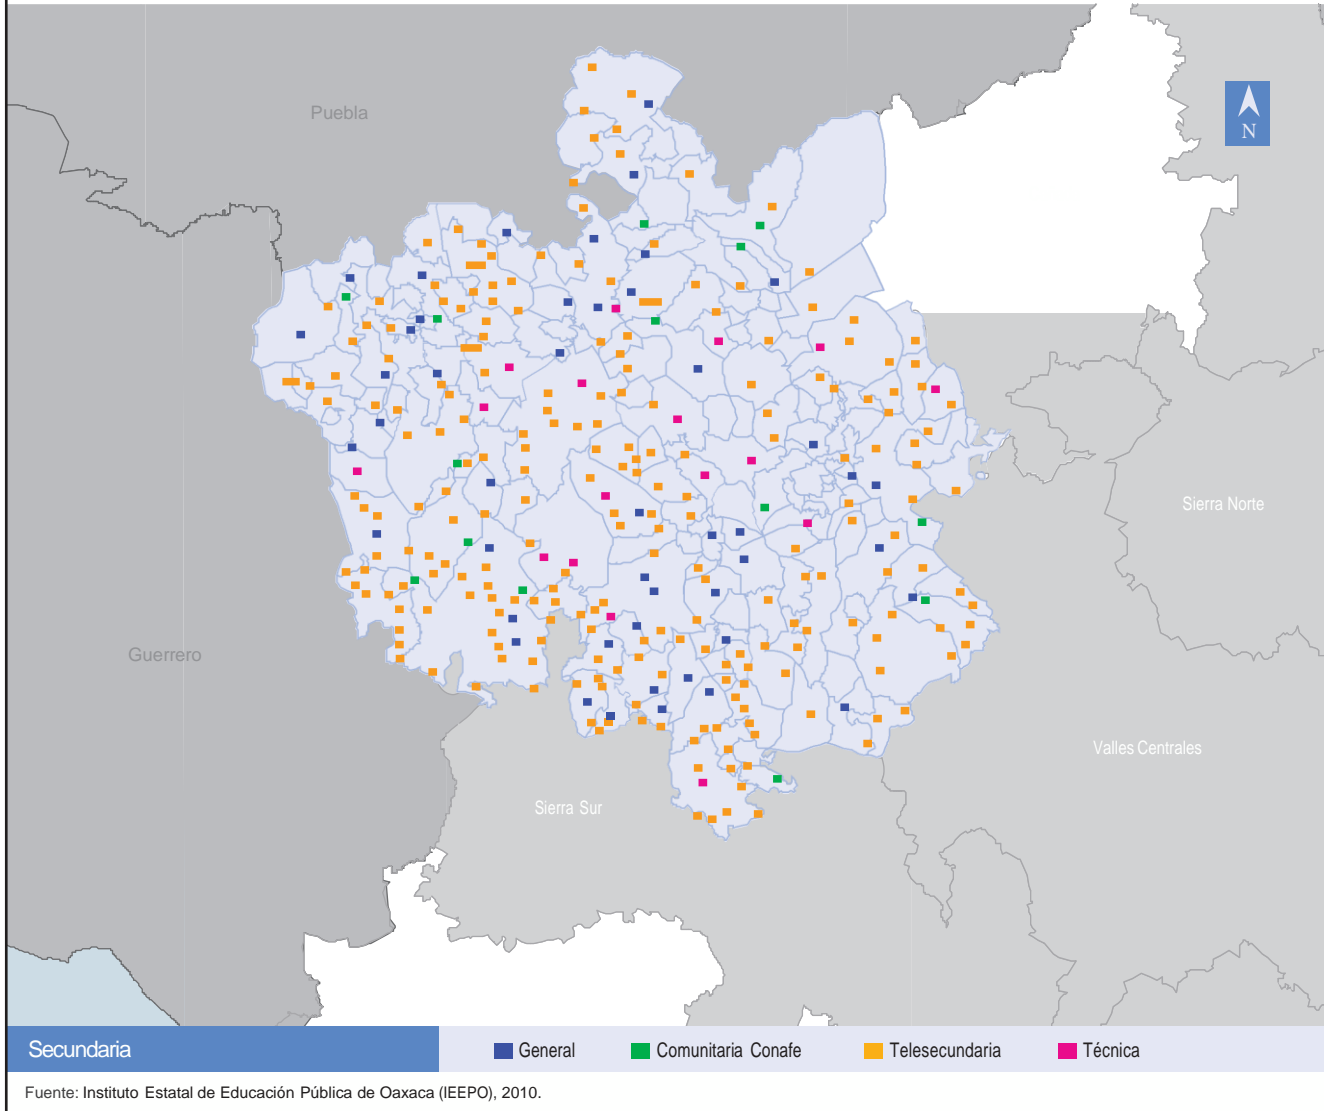 Puebla
N
Sierra Norte
Guerrero
Valles Centrales
Sierra Sur
Secundaria
General
Comunitaria Conafe
Telesecundaria
Técnica
Fuente: Instituto Estatal de Educación Pública de Oaxaca (IEEPO), 2010.